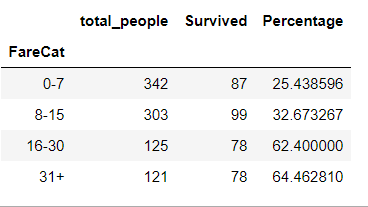 total_people Survived Percentage
FareCat
0-7 342 87 25.438596
8-15 303 99 32.673267
16-30 125 78 62.400000
31+ 121 78 64.462810